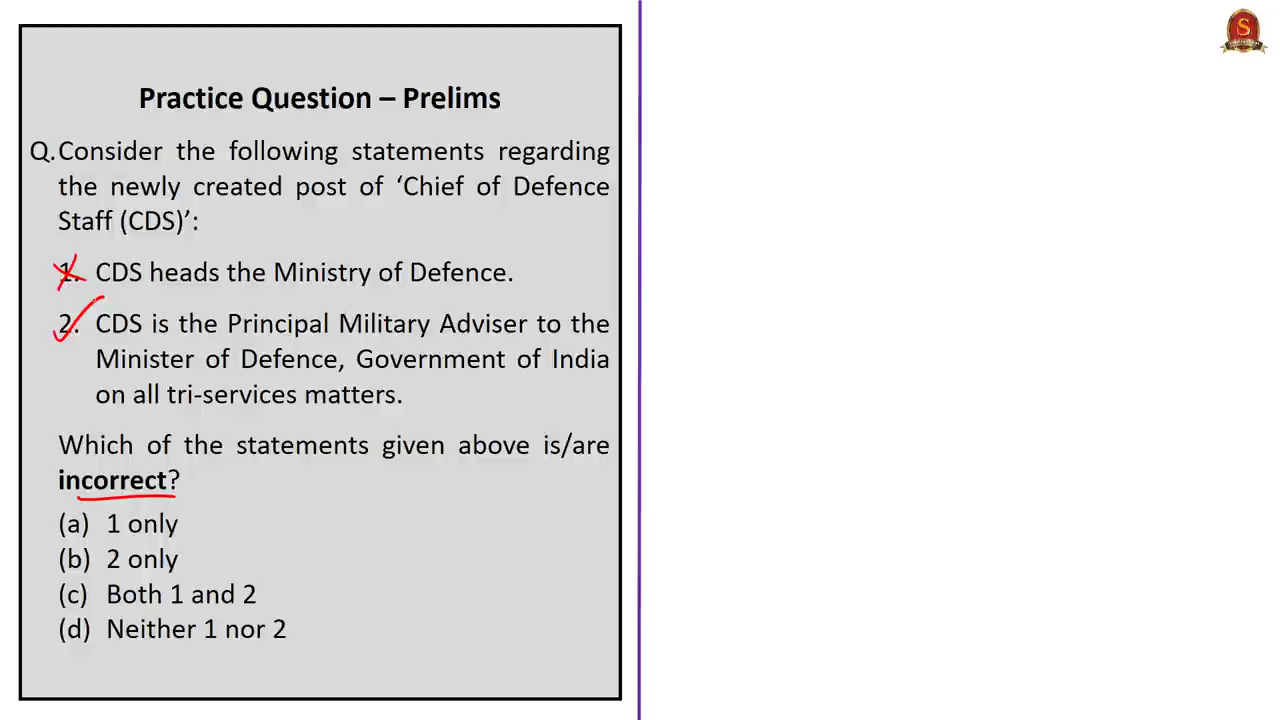 Practice Question – Prelims
Q. Consider the following statements regarding
the newly created post of ‘Chief of Defence
Staff (CDS)’:
1. CDS heads the Ministry of Defence.
2. CDS is the Principal Military Adviser to the
Minister of Defence, Government of India
on all tri-services matters.
Which of the statements given above is/are
incorrect?
(a) 1 only
(b) 2 only
(c) Both 1 and 2
(d) Neither 1 nor 2
S